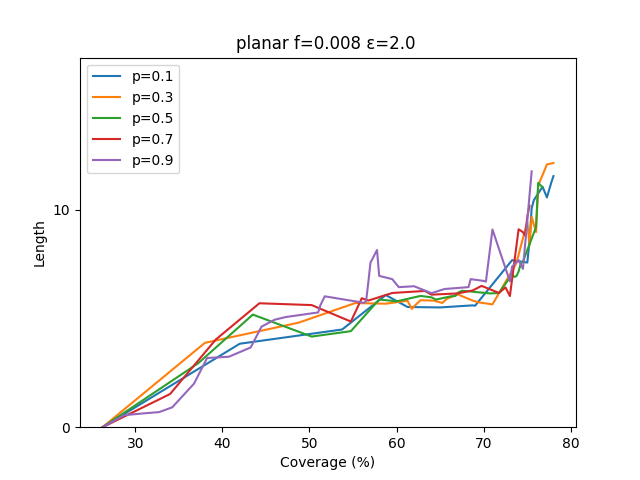 planar f=0.008 ε=2.0
p=0.1
p=0.3
p=0.5
p=0.7
p=0.9
10
0
Length
30 40 50 60 70 80
Coverage (%)